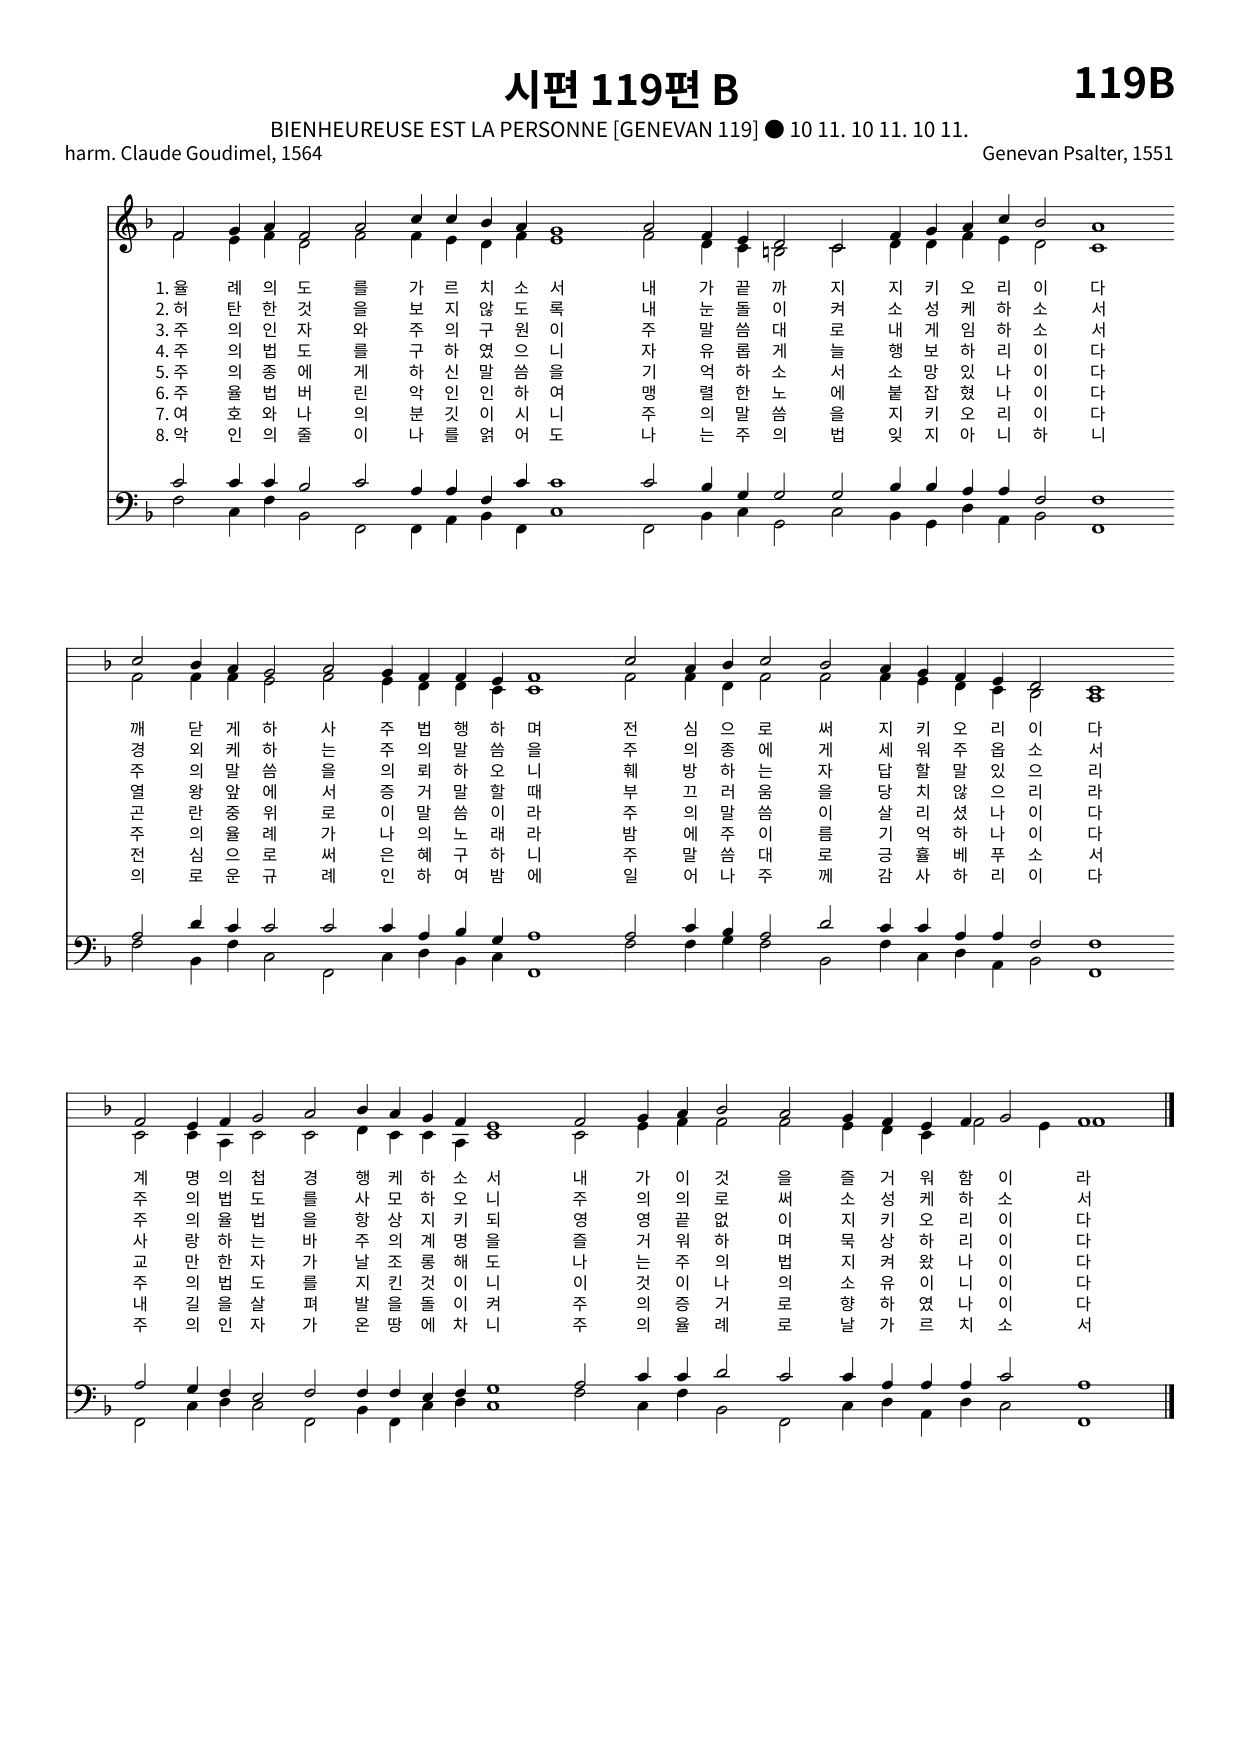 시편 119편 B
119B
BIENHEUREUSE EST LA PERSONNE [GENEVAN 119] ● 10 11. 10 11. 10 11.
harm. Claude Goudimel, 1564
Genevan Psalter, 1551
1. 율 례 의 도 를 가 르 치 소 서 내 가 끝 까 지 지 키 오 리 이 다
2. 허 탄 한 것 을 보 지 않 도 록 내 눈 돌 이 켜 소 성 케 하 소 서
3. 주 의 인 자 와 주 의 구 원 이 주 말 씀 대 로 내 게 임 하 소 서
4. 주 의 법 도 를 구 하 였 으 니 자 유 롭 게 늘 행 보 하 리 이 다
5. 주 의 종 에 게 하 신 말 씀 을 기 억 하 소 서 소 망 있 나 이 다
6. 주 율 법 버 린 악 인 인 하 여 맹 렬 한 노 에 붙 잡 혔 나 이 다
7. 여 호 와 나 의 분 깃 이 시 니 주 의 말 씀 을 지 키 오 리 이 다
8. 악 인 의 줄 이 나 를 얽 어 도 나 는 주 의 법 잊 지 아 니 하 니
깨 닫 게 하 사 주 법 행 하 며 전 심 으 로 써 지 키 오 리 이 다
경 외 케 하 는 주 의 말 씀 을 주 의 종 에 게 세 워 주 옵 소 서
주 의 말 씀 을 의 뢰 하 오 니 훼 방 하 는 자 답 할 말 있 으 리
열 왕 앞 에 서 증 거 말 할 때 부 끄 러 움 을 당 치 않 으 리 라
곤 란 중 위 로 이 말 씀 이 라 주 의 말 씀 이 살 리 셨 나 이 다
주 의 율 례 가 나 의 노 래 라 밤 에 주 이 름 기 억 하 나 이 다
전 심 으 로 써 은 혜 구 하 니 주 말 씀 대 로 긍 휼 베 푸 소 서
의 로 운 규 례 인 하 여 밤 에 일 어 나 주 께 감 사 하 리 이 다
계 명 의 첩 경 행 케 하 소 서 내 가 이 것 을 즐 거 워 함 이 라
주 의 법 도 를 사 모 하 오 니 주 의 의 로 써 소 성 케 하 소 서
주 의 율 법 을 항 상 지 키 되 영 영 끝 없 이 지 키 오 리 이 다
사 랑 하 는 바 주 의 계 명 을 즐 거 워 하 며 묵 상 하 리 이 다
교 만 한 자 가 날 조 롱 해 도 나 는 주 의 법 지 켜 왔 나 이 다
주 의 법 도 를 지 킨 것 이 니 이 것 이 나 의 소 유 이 니 이 다
내 길 을 살 펴 발 을 돌 이 켜 주 의 증 거 로 향 하 였 나 이 다
주 의 인 자 가 온 땅 에 차 니 주 의 율 례 로 날 가 르 치 소 서